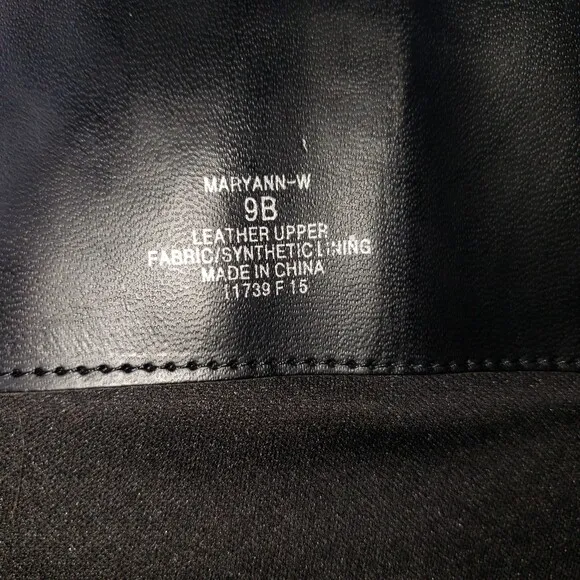 MARYANN-W
9B
LEATHER UPPER
FABRIC/SYNTHETIC LINING
MADE IN CHINA
11739 F 15